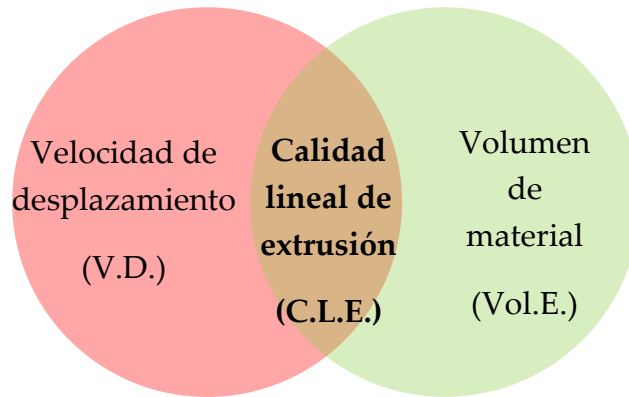 Velocidad de
desplazamiento
(V.D.)
Calidad
lineal de
extrusión
(C.L.E.)
Volumen
de
material
(Vol.E.)